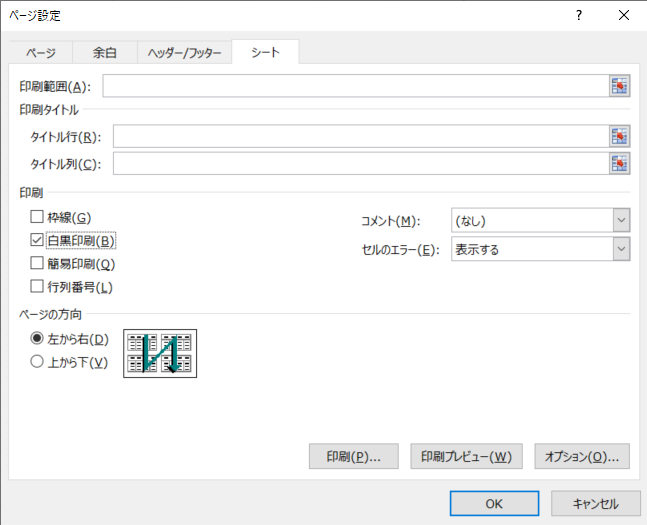 ページ設定
?
ページ 余白 ヘッダー/フッター シート
印刷範囲(A):
印刷タイトル
タイトル行(R):
タイトル列(C):
印刷
枠線(G)
白黒印刷(B)
簡易印刷(Q)
行列番号(L)
コメント(M): (なし)
セルのエラー(E): 表示する
ページの方向
左から右(D)
上から下(V)
印刷(P)... 印刷プレビュー(W) オプション(O)...
OK キャンセル